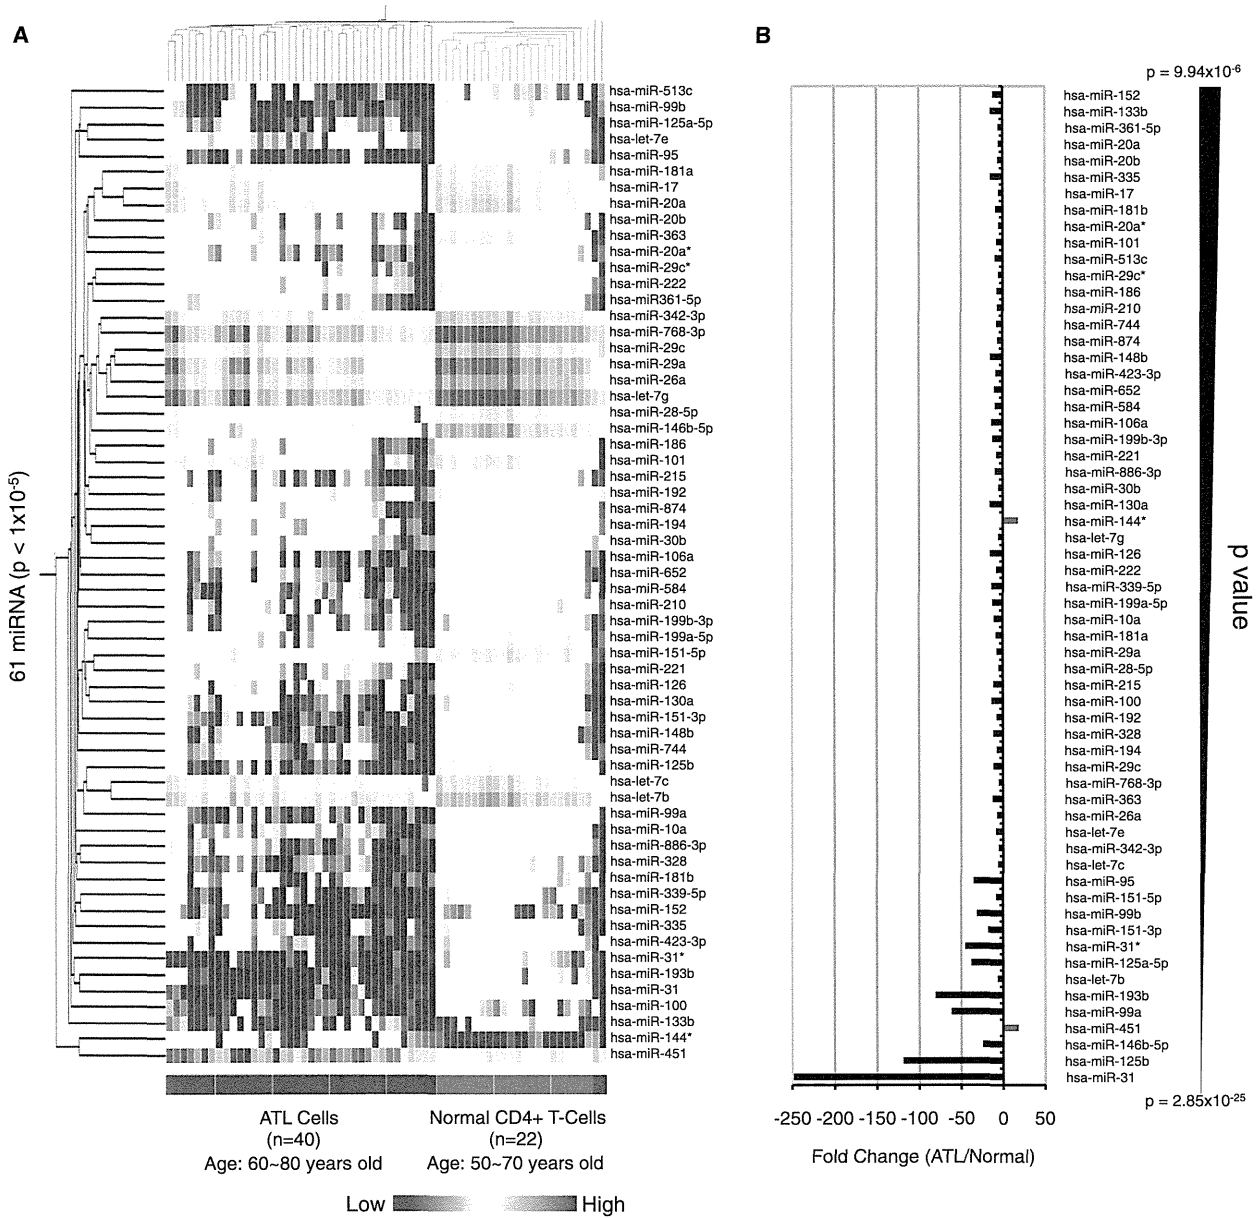 A
61 miRNA (p < 1x10-5)
hsa-miR-513c
hsa-miR-99b
hsa-miR-125a-5p
hsa-let-7e
hsa-miR-95
hsa-miR-181a
hsa-miR-17
hsa-miR-20a
hsa-miR-20b
hsa-miR-363
hsa-miR-20a*
hsa-miR-29c*
hsa-miR-222
hsa-miR361-5p
hsa-miR-342-3p
hsa-miR-768-3p
hsa-miR-29c
hsa-miR-29a
hsa-miR-26a
hsa-let-7g
hsa-miR-28-5p
hsa-miR-146b-5p
hsa-miR-186
hsa-miR-101
hsa-miR-215
hsa-miR-192
hsa-miR-874
hsa-miR-194
hsa-miR-30b
hsa-miR-106a
hsa-miR-652
hsa-miR-584
hsa-miR-210
hsa-miR-199b-3p
hsa-miR-199a-5p
hsa-miR-151-5p
hsa-miR-221
hsa-miR-126
hsa-miR-130a
hsa-miR-151-3p
hsa-miR-148b
hsa-miR-744
hsa-miR-125b
hsa-let-7c
hsa-let-7b
hsa-miR-99a
hsa-miR-10a
hsa-miR-886-3p
hsa-miR-328
hsa-miR-181b
hsa-miR-339-5p
hsa-miR-152
hsa-miR-335
hsa-miR-423-3p
hsa-miR-31*
hsa-miR-193b
hsa-miR-31
hsa-miR-100
hsa-miR-133b
hsa-miR-144*
hsa-miR-451
ATL Cells
(n=40)
Age: 60~80 years old
Normal CD4+ T-Cells
(n=22)
Age: 50~70 years old
Low
High
B
p = 9.94x10-6
hsa-miR-152
hsa-miR-133b
hsa-miR-361-5p
hsa-miR-20a
hsa-miR-20b
hsa-miR-335
hsa-miR-17
hsa-miR-181b
hsa-miR-20a*
hsa-miR-101
hsa-miR-513c
hsa-miR-29c*
hsa-miR-186
hsa-miR-210
hsa-miR-744
hsa-miR-874
hsa-miR-148b
hsa-miR-423-3p
hsa-miR-652
hsa-miR-584
hsa-miR-106a
hsa-miR-199b-3p
hsa-miR-221
hsa-miR-886-3p
hsa-miR-30b
hsa-miR-130a
hsa-miR-144*
hsa-let-7g
hsa-miR-126
hsa-miR-222
hsa-miR-339-5p
hsa-miR-199a-5p
hsa-miR-10a
hsa-miR-181a
hsa-miR-29a
hsa-miR-28-5p
hsa-miR-215
hsa-miR-100
hsa-miR-192
hsa-miR-328
hsa-miR-194
hsa-miR-29c
hsa-miR-768-3p
hsa-miR-363
hsa-miR-26a
hsa-let-7e
hsa-miR-342-3p
hsa-let-7c
hsa-miR-95
hsa-miR-151-5p
hsa-miR-99b
hsa-miR-151-3p
hsa-miR-31*
hsa-miR-125a-5p
hsa-let-7b
hsa-miR-193b
hsa-miR-99a
hsa-miR-451
hsa-miR-146b-5p
hsa-miR-125b
hsa-miR-31
p value
p = 2.85x10-25
-250 -200 -150 -100 -50 0 50
Fold Change (ATL/Normal)